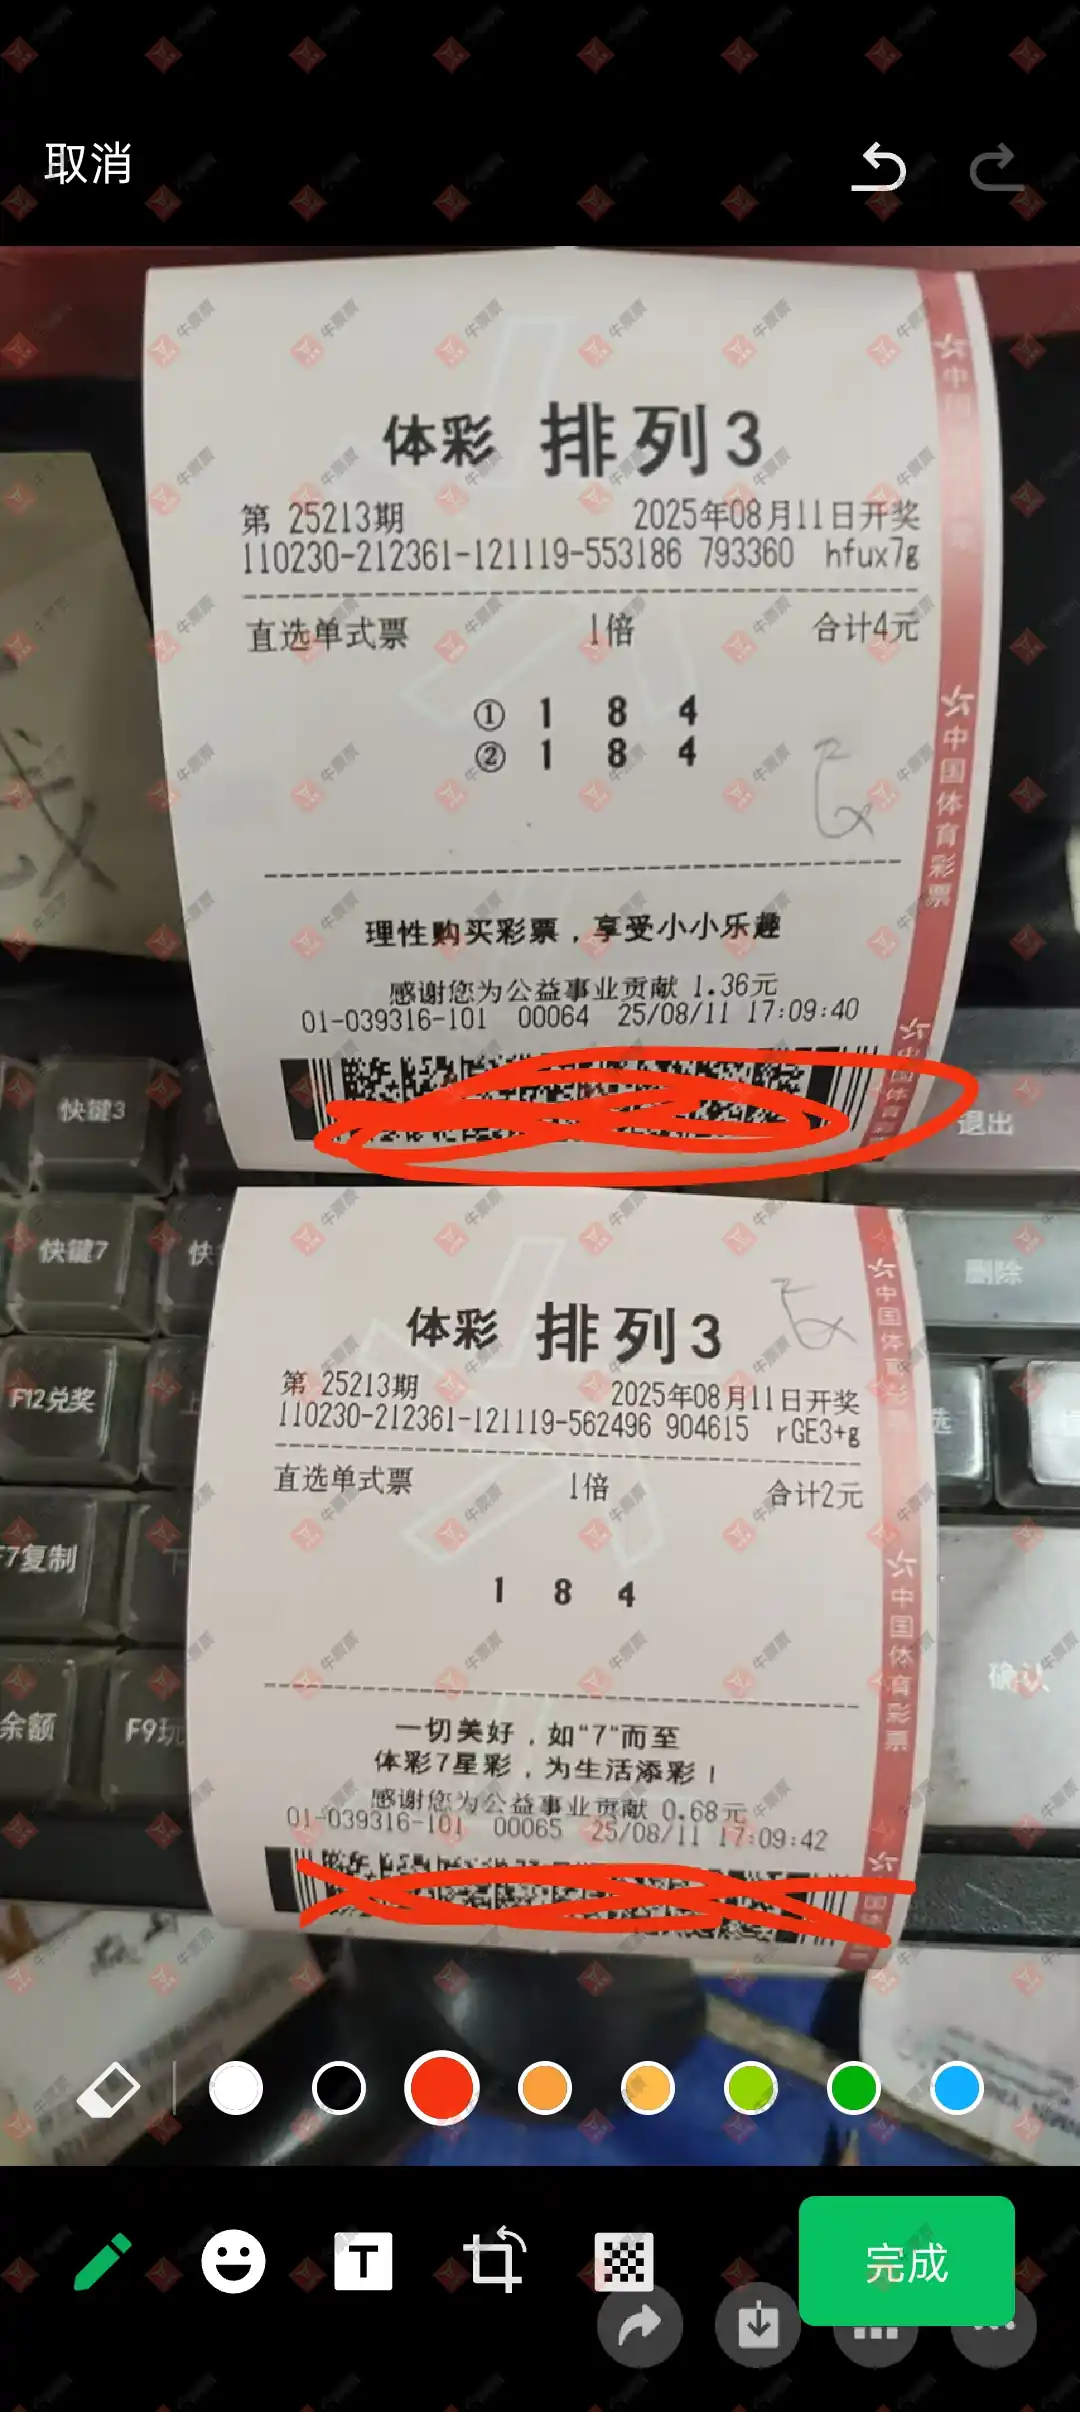 取消
体彩 排列3
第 25213期 2025年08月11日开奖
110230-212361-121119-553186 793360 hfux7g
直选单式票 1倍 合计4元
① 1 8 4
② 1 8 4
理性购买彩票，享受小小乐趣
感谢您为公益事业贡献 1.36元
01-039316-101 00064 25/08/11 17:09:40
中国体育彩票
快键3
退出
快键7
删除
F12兑奖
F7复制
余额
F9玩
确认
体彩 排列3
第 25213期 2025年08月11日开奖
110230-212361-121119-562496 904615 rGE3+g
直选单式票 1倍 合计2元
1 8 4
一切美好，如“7”而至
体彩7星彩，为生活添彩！
感谢您为公益事业贡献 0.68元
01-039316-101 00065 25/08/11 17:09:42
中国体育彩票
牛票票
T
完成